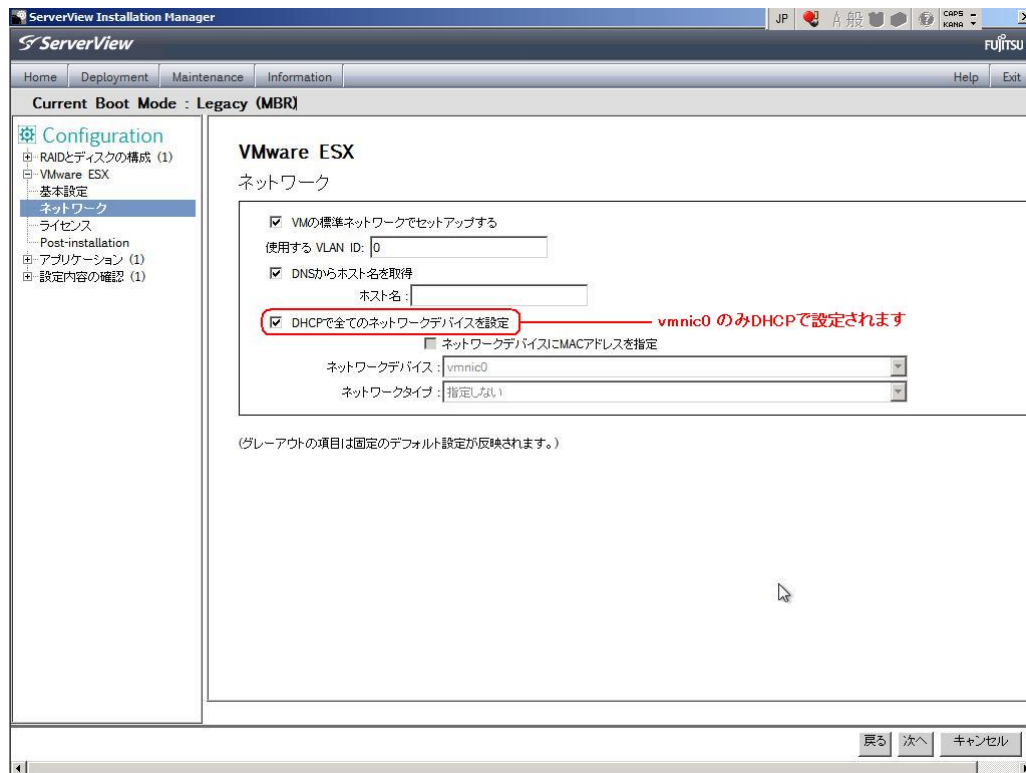 ServerView Installation Manager
JP A 般 CAPS KANA
ServerView FUJITSU
Home Deployment Maintenance Information Help Exit
Current Boot Mode : Legacy (MBR)
Configuration
RAIDとディスクの構成 (1)
VMware ESX
基本設定
ネットワーク
ライセンス
Post-installation
アプリケーション (1)
設定内容の確認 (1)
VMware ESX
ネットワーク
VMの標準ネットワークでセットアップする
使用する VLAN ID: 0
DNSからホスト名を取得
ホスト名 :
DHCPで全てのネットワークデバイスを設定 vmnic0 のみDHCPで設定されます
ネットワークデバイスにMACアドレスを指定
ネットワークデバイス : vmnic0
ネットワークタイプ : 指定しない
(グレーアウトの項目は固定のデフォルト設定が反映されます。)
戻る 次へ キャンセル